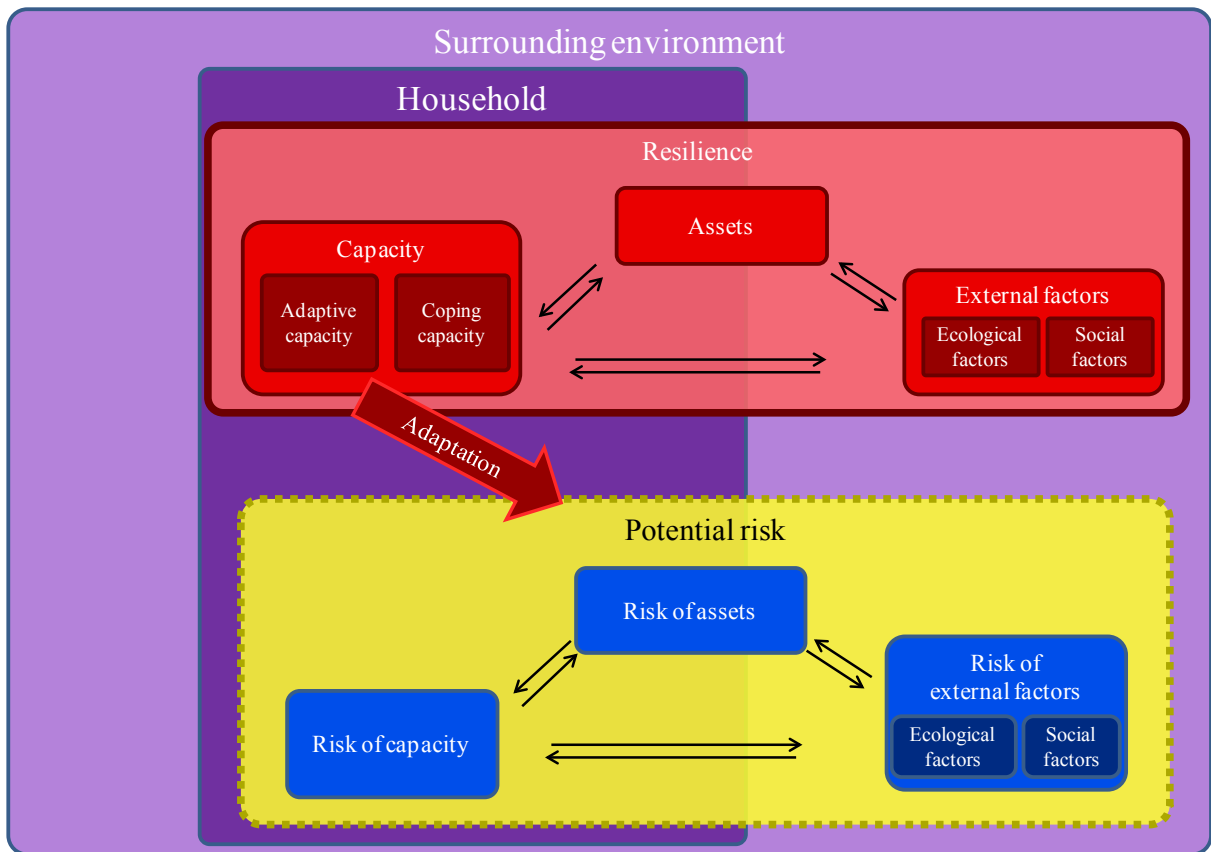 Surrounding environment
Household
Resilience
Assets
Capacity
Adaptive
capacity
Coping
capacity
External factors
Ecological
factors
Social
factors
Adaptation
Potential risk
Risk of assets
Risk of
external factors
Ecological
factors
Social
factors
Risk of capacity